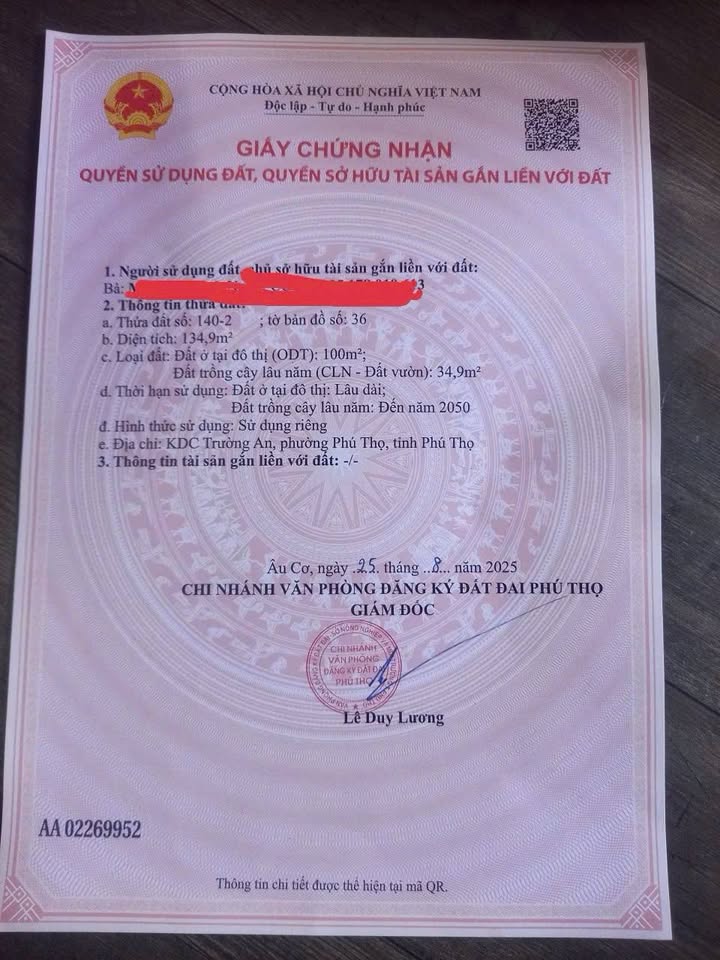 CỘNG HÒA XÃ HỘI CHỦ NGHĨA VIỆT NAM
Độc lập - Tự do - Hạnh phúc
GIẤY CHỨNG NHẬN
QUYỀN SỬ DỤNG ĐẤT, QUYỀN SỞ HỮU TÀI SẢN GẮN LIỀN VỚI ĐẤT
1. Người sử dụng đất, chủ sở hữu tài sản gắn liền với đất:
Bà:
2. Thông tin thửa đất:
a. Thửa đất số: 140-2 ; tờ bản đồ số: 36
b. Diện tích: 134,9m²
c. Loại đất: Đất ở tại đô thị (ODT): 100m²;
Đất trồng cây lâu năm (CLN - Đất vườn): 34,9m²
d. Thời hạn sử dụng: Đất ở tại đô thị: Lâu dài;
Đất trồng cây lâu năm: Đến năm 2050
đ. Hình thức sử dụng: Sử dụng riêng
e. Địa chỉ: KDC Trường An, phường Phú Thọ, tỉnh Phú Thọ
3. Thông tin tài sản gắn liền với đất: -/-
Âu Cơ, ngày .25. tháng ..8... năm 2025
CHI NHÁNH VĂN PHÒNG ĐĂNG KÝ ĐẤT ĐAI PHÚ THỌ
GIÁM ĐỐC
CHI NHÁNH
VĂN PHÒNG
ĐĂNG KÝ ĐẤT ĐAI
PHÚ THỌ
Lê Duy Lương
AA 02269952
Thông tin chi tiết được thể hiện tại mã QR.